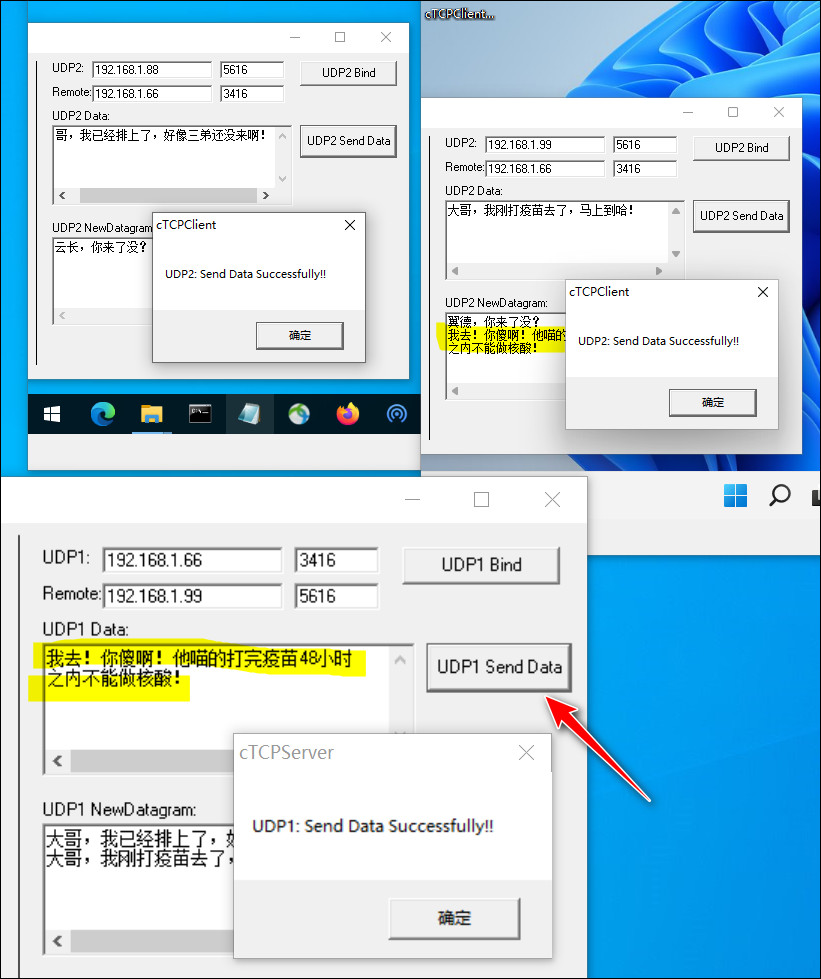 UDP2:
192.168.1.88
5616
UDP2 Bind
Remote:
192.168.1.66
3416
UDP2 Data:
哥，我已经排上了，好像三弟还没来啊！
UDP2 Send Data
UDP2 NewDatagram
云长，你来了没？
cTCPClient
UDP2: Send Data Successfully!!
确定
cTCPClient...
UDP2:
192.168.1.99
5616
UDP2 Bind
Remote:
192.168.1.66
3416
UDP2 Data:
大哥，我刚打疫苗去了，马上到哈！
UDP2 Send Data
UDP2 NewDatagram:
翼德，你来了没？
我去！你傻啊！他喵的
之内不能做核酸！
cTCPClient
UDP2: Send Data Successfully!!
确定
UDP1:
192.168.1.66
3416
UDP1 Bind
Remote:
192.168.1.99
5616
UDP1 Data:
我去！你傻啊！他喵的打完疫苗48小时
之内不能做核酸！
UDP1 Send Data
UDP1 NewDatagram:
大哥，我已经排上了，
大哥，我刚打疫苗去了，
cTCPServer
UDP1: Send Data Successfully!!
确定